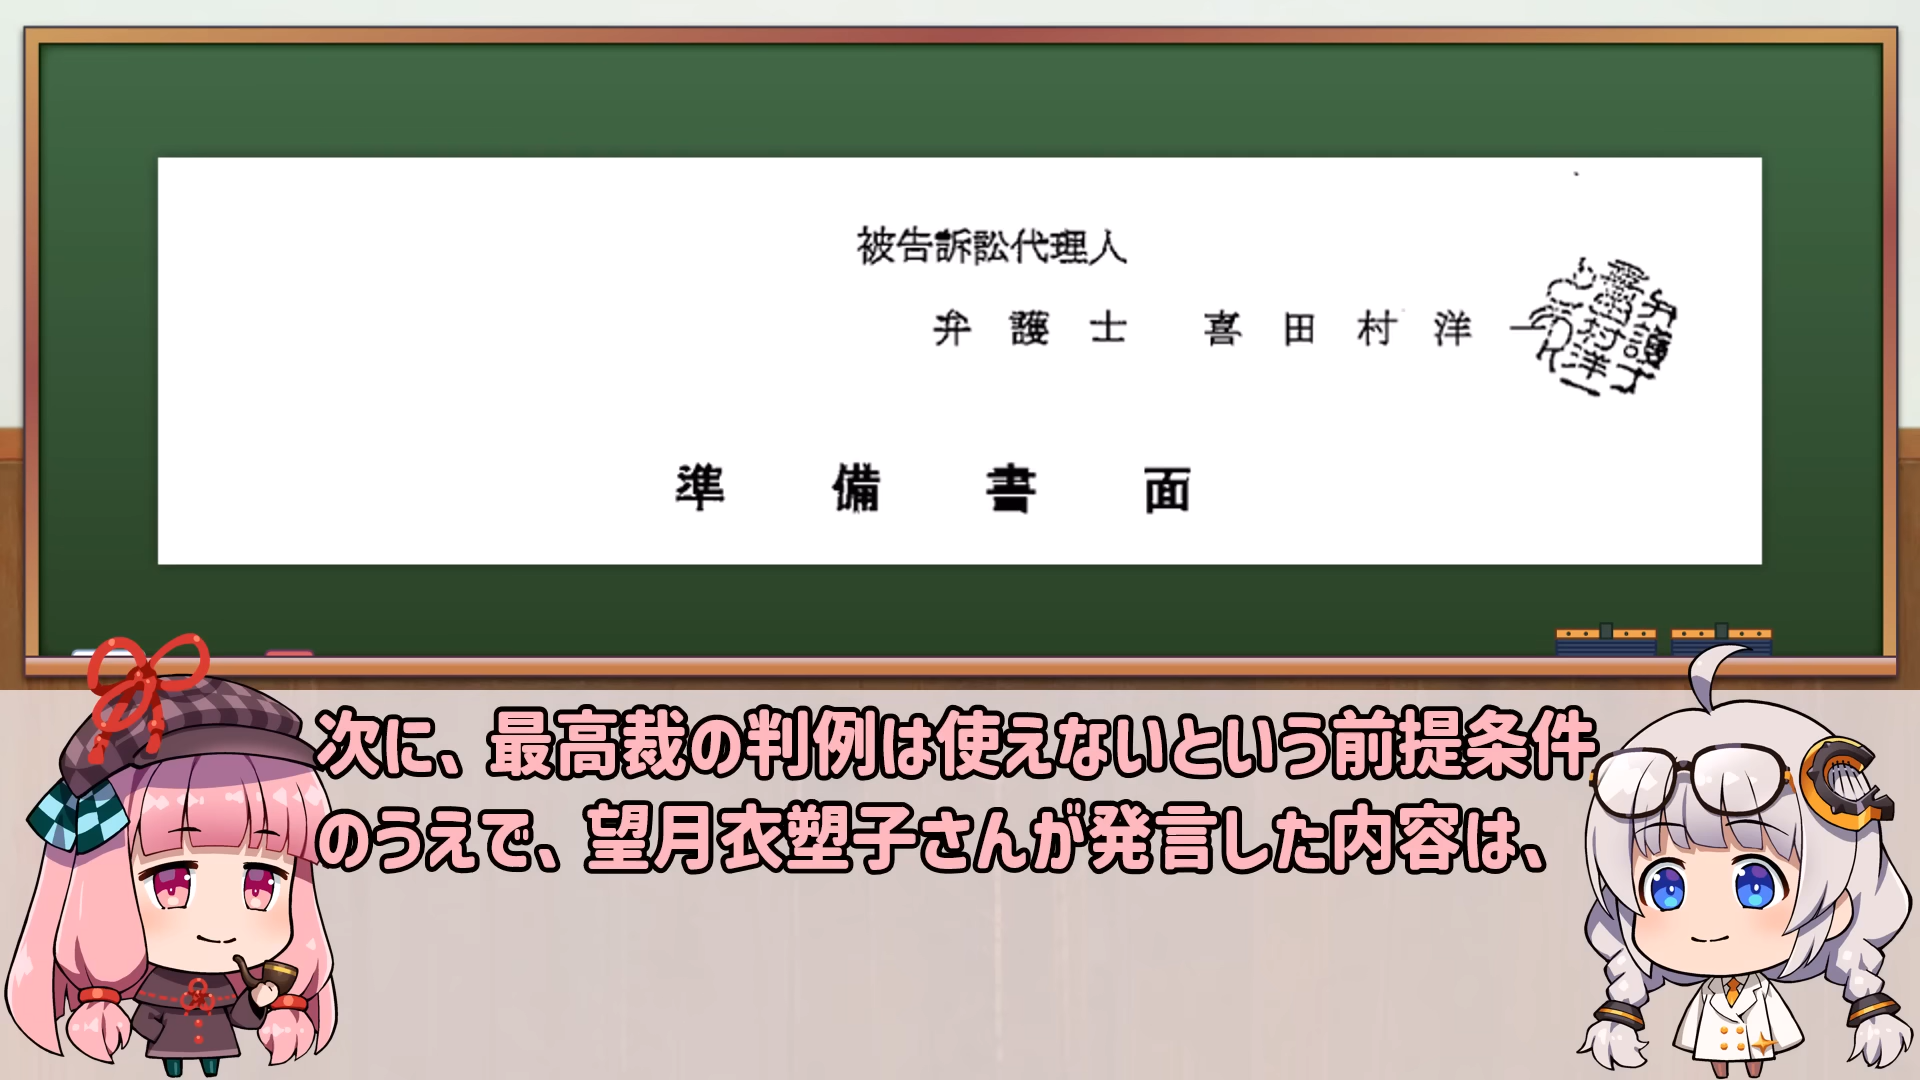 被告訴訟代理人
弁護士 喜田村洋一
準備書面
次に、最高裁の判例は使えないという前提条件
のうえで、望月衣塑子さんが発言した内容は、